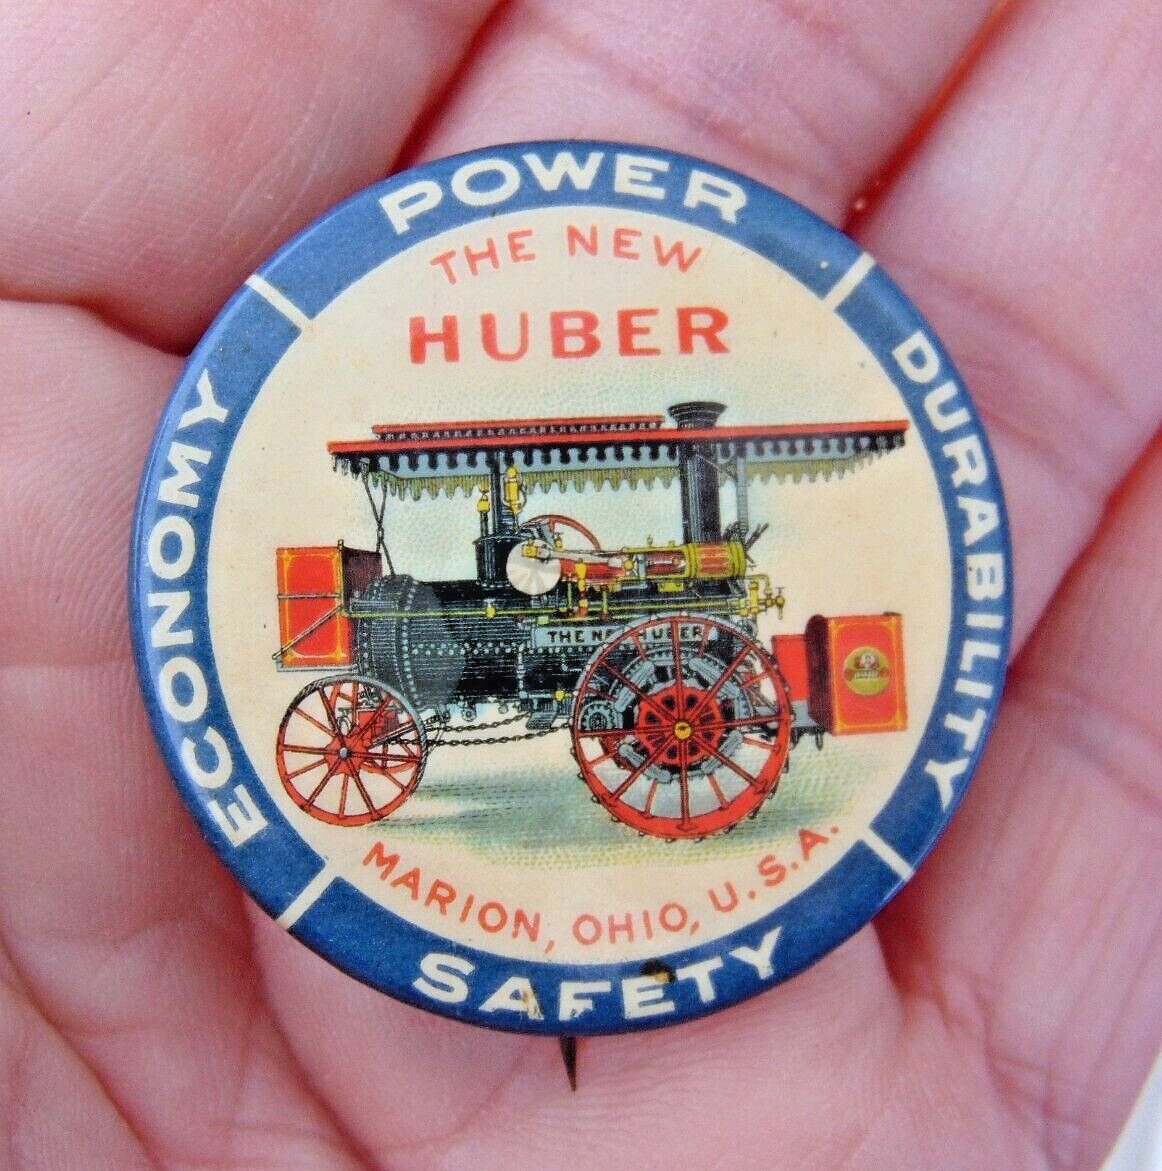 POWER
THE NEW
HUBER
ECONOMY
DURABILITY
THE NEW HUBER
MARION, OHIO, U.S.A.
SAFETY